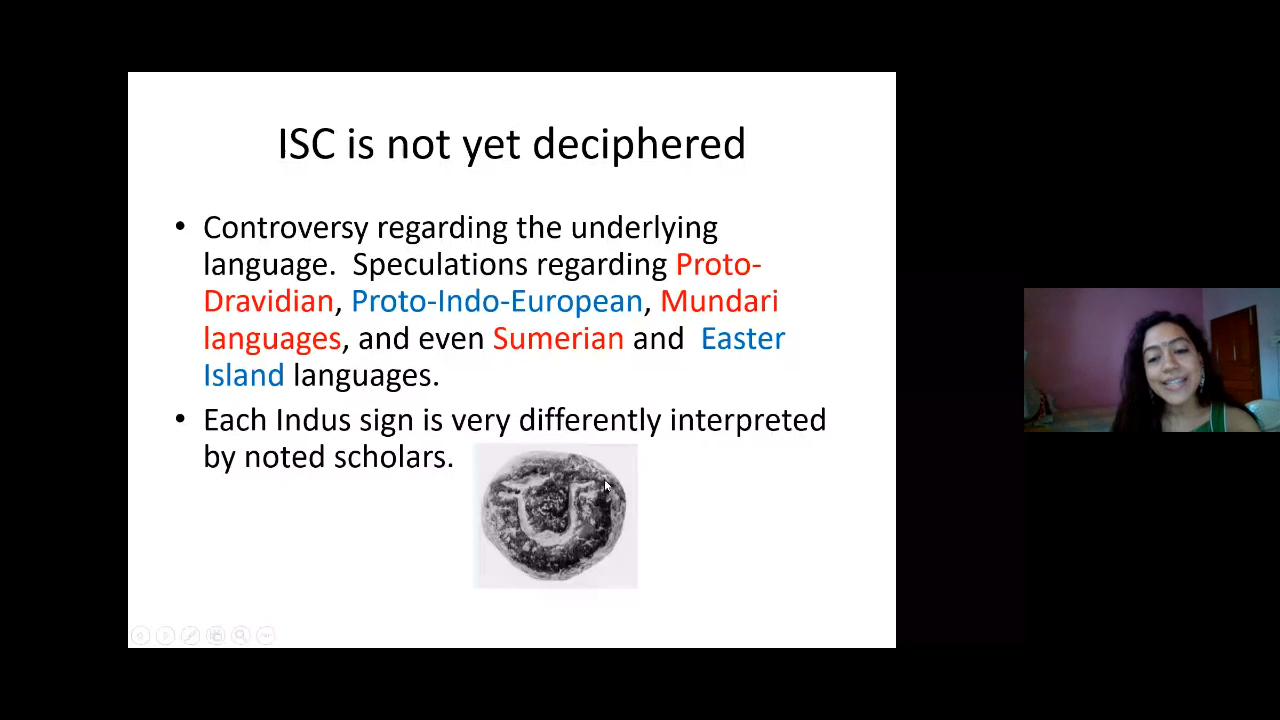 ISC is not yet deciphered
• Controversy regarding the underlying
language.  Speculations regarding Proto-
Dravidian, Proto-Indo-European, Mundari
languages, and even Sumerian and  Easter
Island languages.
• Each Indus sign is very differently interpreted
by noted scholars.